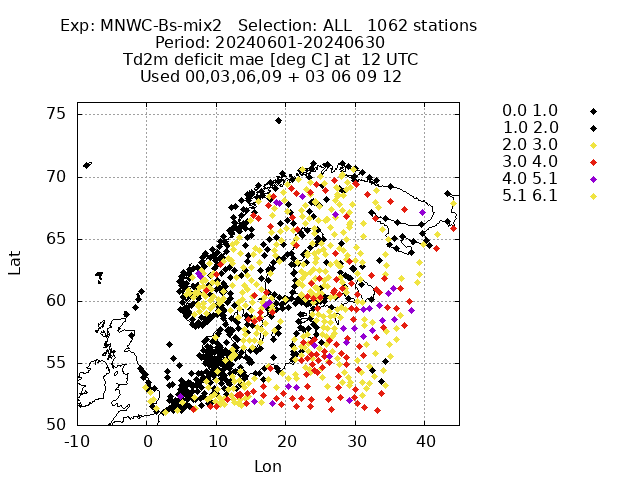 Exp: MNWC-Bs-mix2   Selection: ALL   1062 stations
Period: 20240601-20240630
Td2m deficit mae [deg C] at  12 UTC
Used 00,03,06,09 + 03 06 09 12
0.0 1.0
1.0 2.0
2.0 3.0
3.0 4.0
4.0 5.1
5.1 6.1
75
70
65
60
55
50
Lat
-10 0 10 20 30 40
Lon